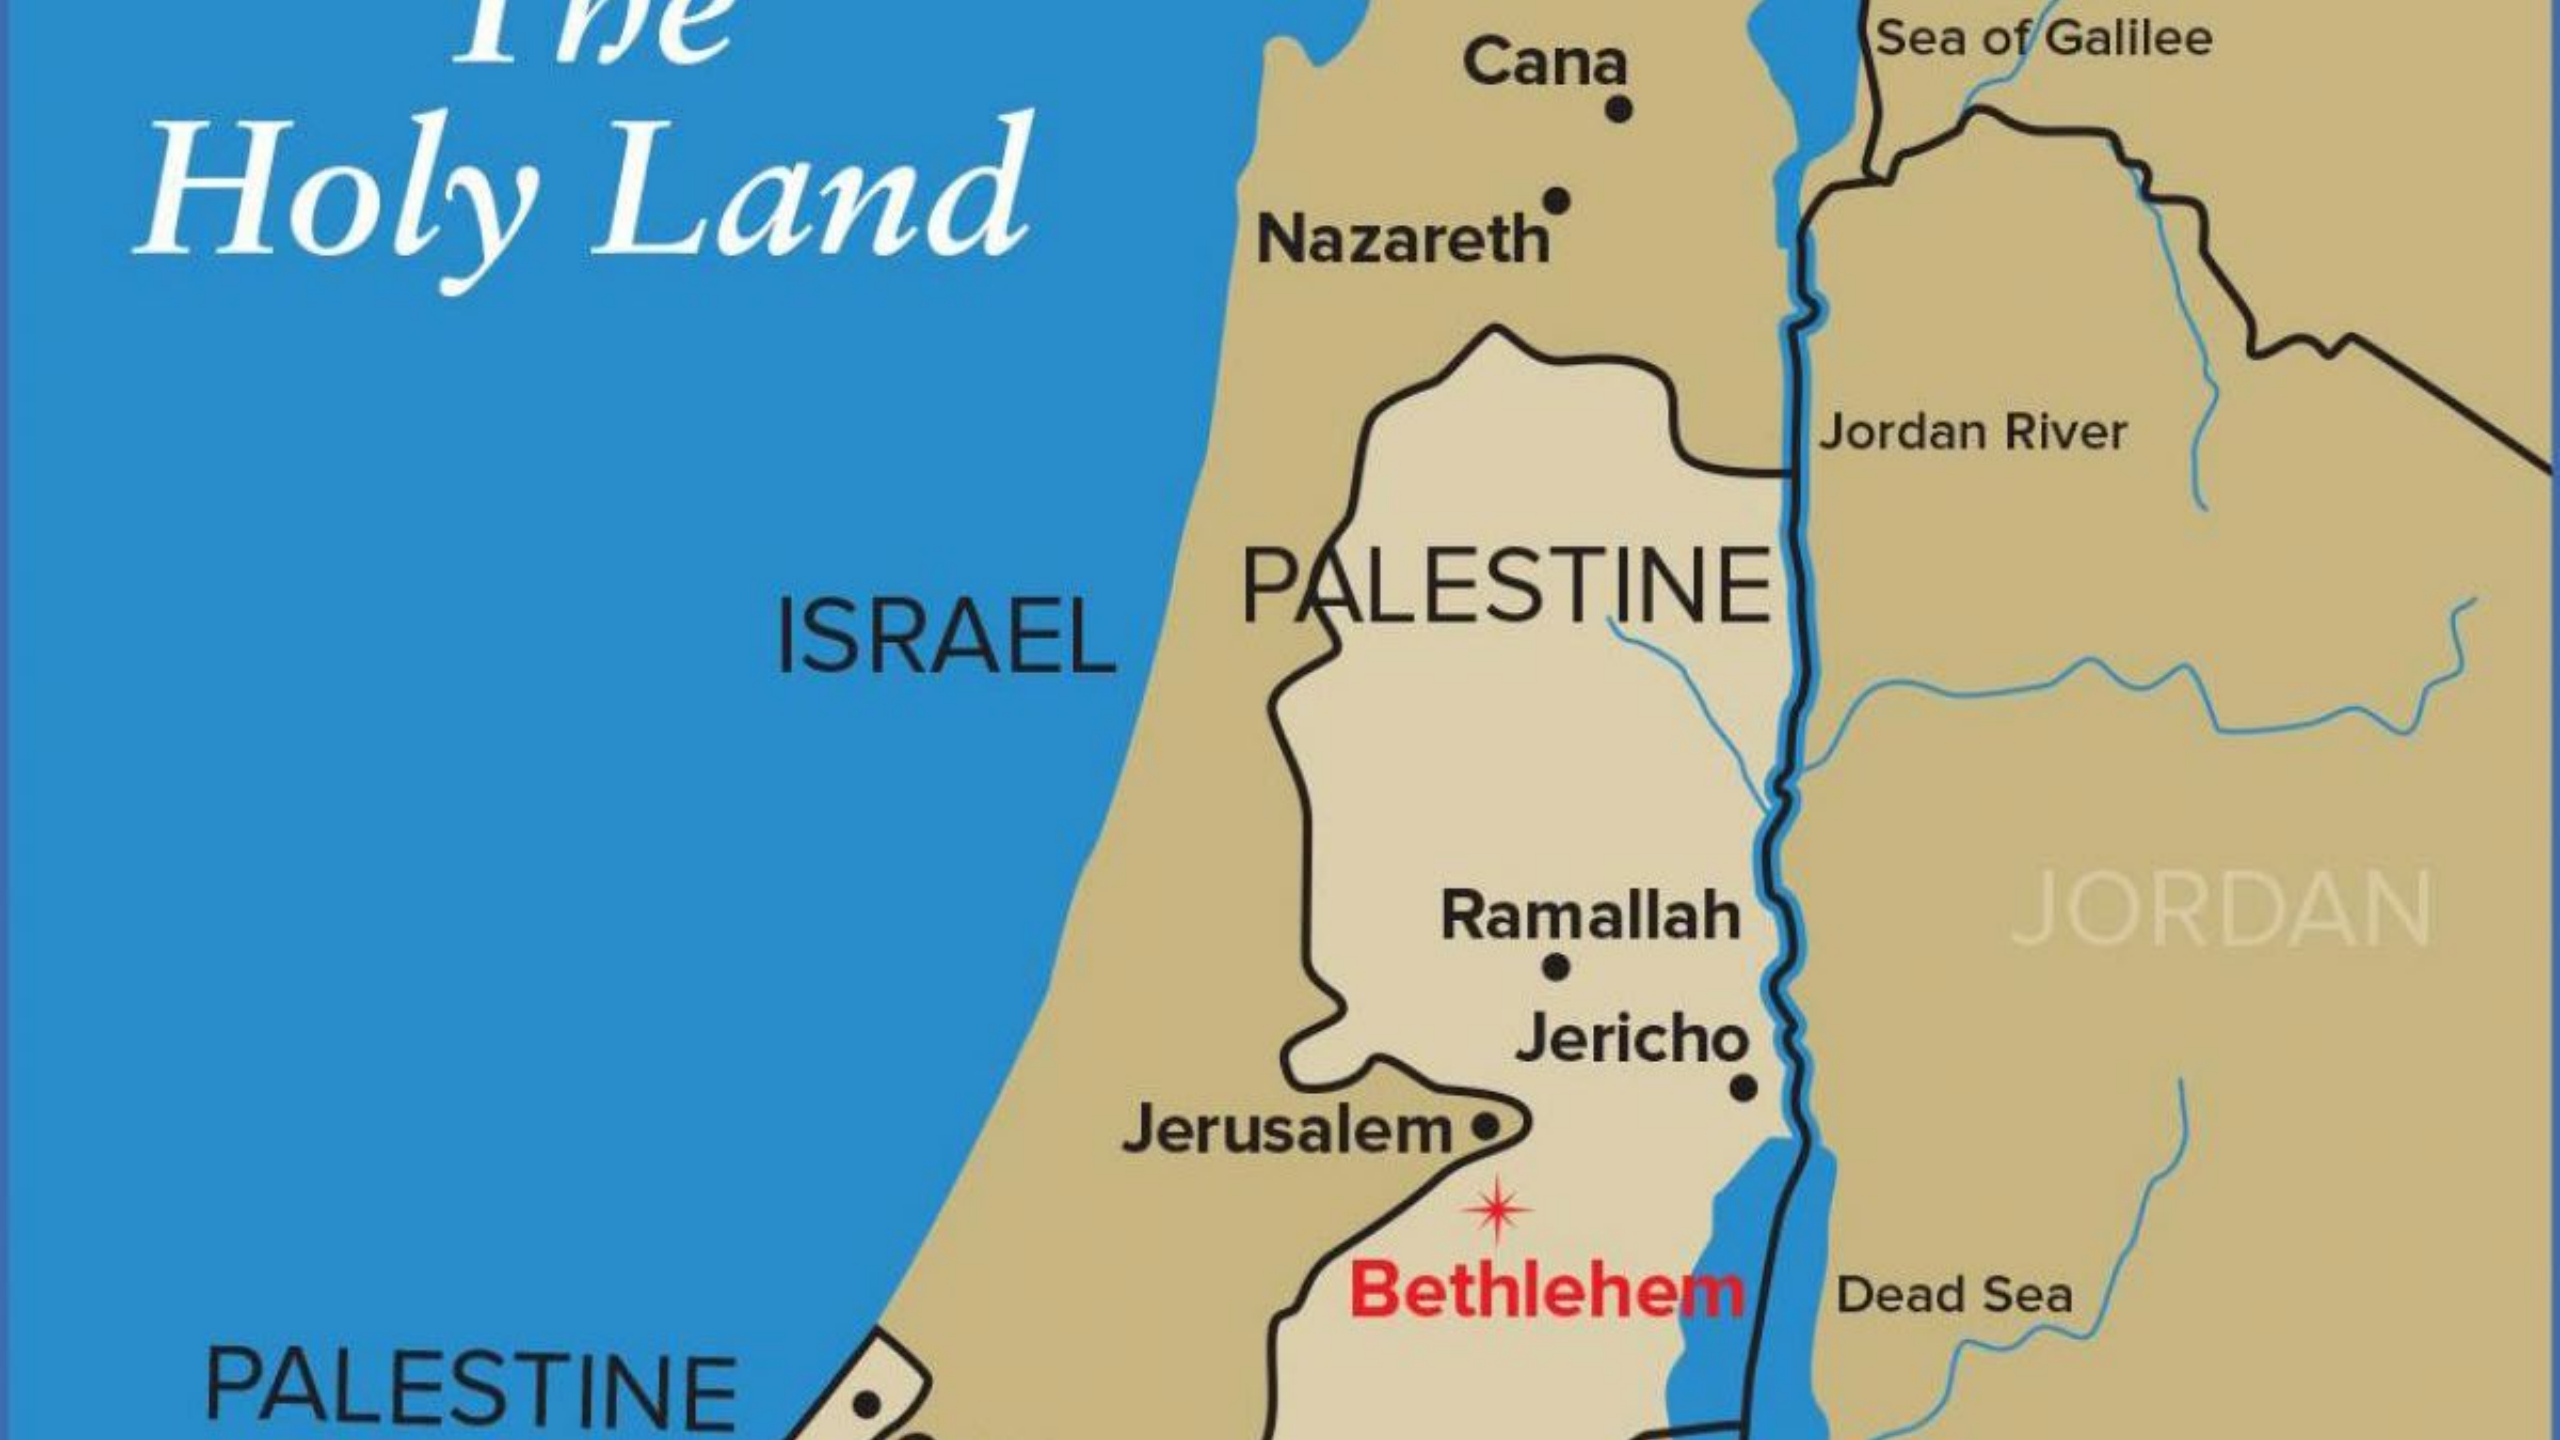 The
Holy Land
Cana
Sea of Galilee
Nazareth
Jordan River
PALESTINE
ISRAEL
JORDAN
Ramallah
Jericho
Jerusalem
Bethlehem
Dead Sea
PALESTINE